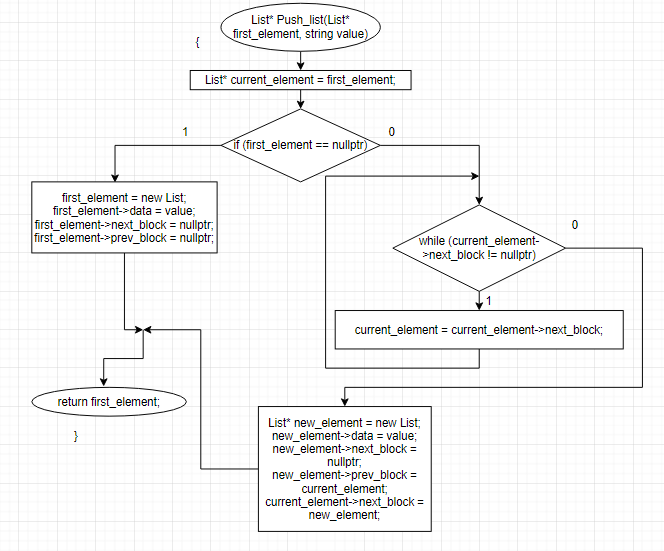 List* Push_list(List*
first_element, string value)
{
List* current_element = first_element;
1
if (first_element == nullptr)
0
first_element = new List;
first_element->data = value;
first_element->next_block = nullptr;
first_element->prev_block = nullptr;
while (current_element-
>next_block != nullptr)
0
1
current_element = current_element->next_block;
return first_element;
}
List* new_element = new List;
new_element->data = value;
new_element->next_block =
nullptr;
new_element->prev_block =
current_element;
current_element->next_block =
new_element;